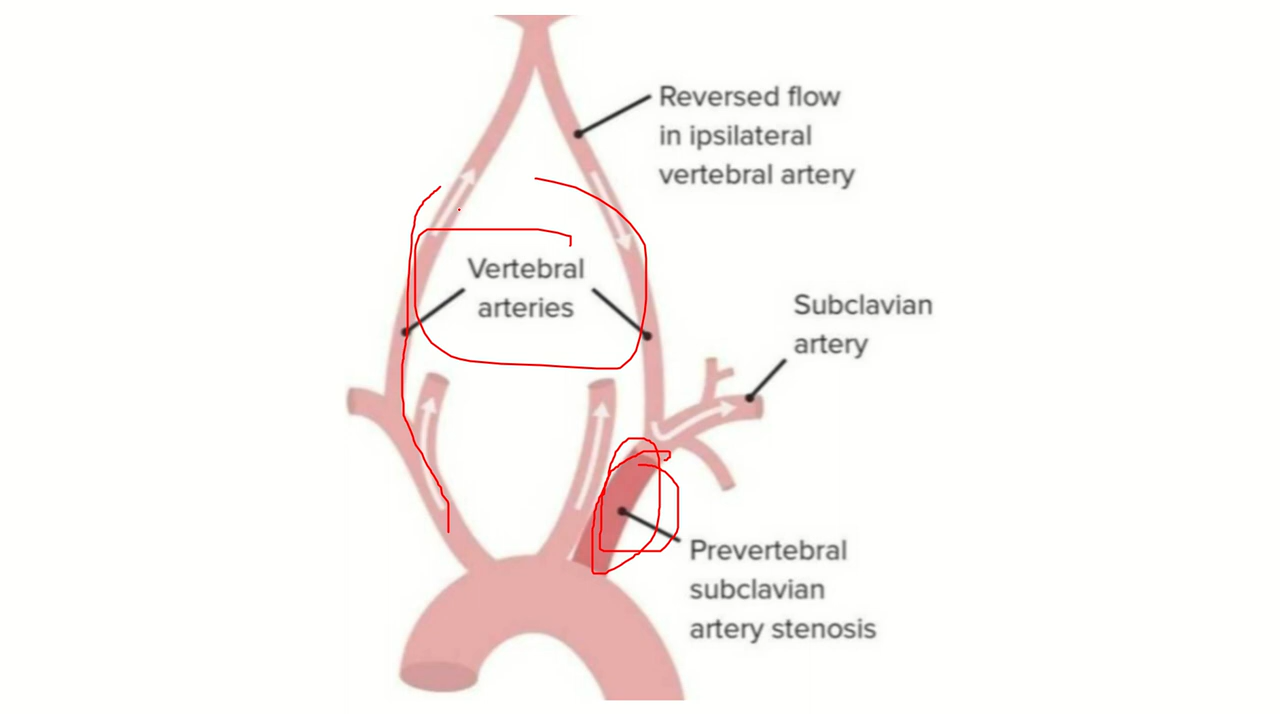 Reversed flow
in ipsilateral
vertebral artery
Vertebral
arteries
Subclavian
artery
Prevertebral
subclavian
artery stenosis